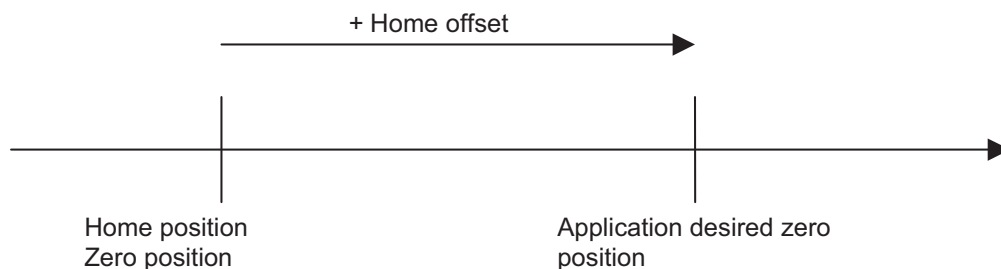 + Home offset
Home position
Zero position
Application desired zero
position